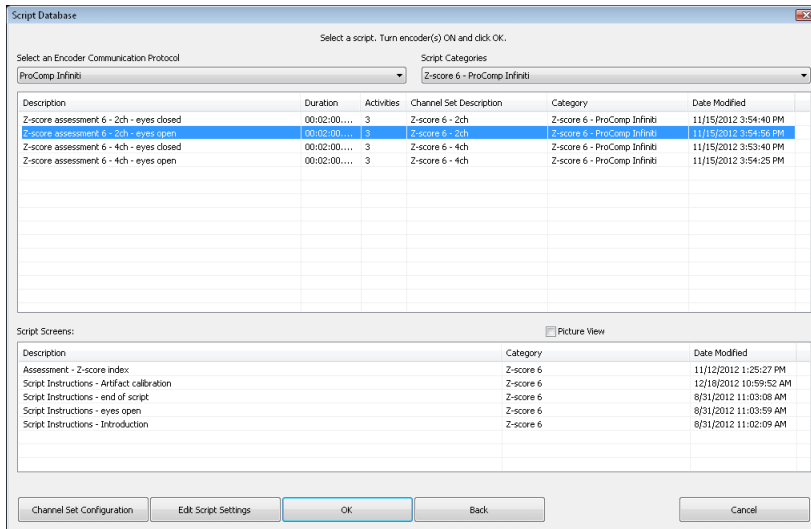 Script Database
Select a script. Turn encoder(s) ON and click OK.
Select an Encoder Communication Protocol Script Categories
ProComp Infiniti Z-score 6 - ProComp Infiniti
Description Duration Activities Channel Set Description Category Date Modified
Z-score assessment 6 - 2ch - eyes closed 00:02:00.... 3 Z-score 6 - 2ch Z-score 6 - ProComp Infiniti 11/15/2012 3:54:40 PM
Z-score assessment 6 - 2ch - eyes open 00:02:00.... 3 Z-score 6 - 2ch Z-score 6 - ProComp Infiniti 11/15/2012 3:54:56 PM
Z-score assessment 6 - 4ch - eyes closed 00:02:00.... 3 Z-score 6 - 4ch Z-score 6 - ProComp Infiniti 11/15/2012 3:53:40 PM
Z-score assessment 6 - 4ch - eyes open 00:02:00.... 3 Z-score 6 - 4ch Z-score 6 - ProComp Infiniti 11/15/2012 3:54:25 PM
Script Screens: Picture View
Description Category Date Modified
Assessment - Z-score index Z-score 6 11/12/2012 1:25:27 PM
Script Instructions - Artifact calibration Z-score 6 12/18/2012 10:59:52 AM
Script Instructions - end of script Z-score 6 8/31/2012 11:03:08 AM
Script Instructions - eyes open Z-score 6 8/31/2012 11:03:59 AM
Script Instructions - Introduction Z-score 6 8/31/2012 11:02:09 AM
Channel Set Configuration Edit Script Settings OK Back Cancel